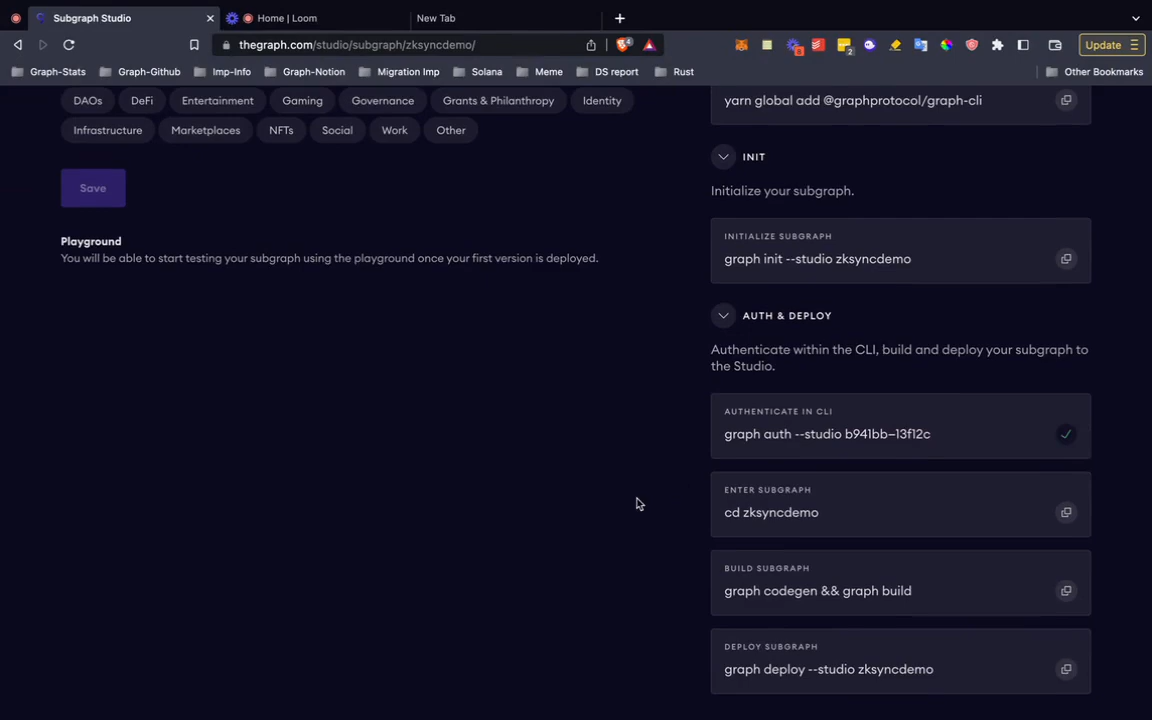 Subgraph Studio
Home | Loom
New Tab
thegraph.com/studio/subgraph/zksyncdemo/
4
8
2
Update
Graph-Stats
Graph-Github
Imp-Info
Graph-Notion
Migration Imp
Solana
Meme
DS report
Rust
Other Bookmarks
DAOs
DeFi
Entertainment
Gaming
Governance
Grants & Philanthropy
Identity
Infrastructure
Marketplaces
NFTs
Social
Work
Other
Save
Playground
You will be able to start testing your subgraph using the playground once your first version is deployed.
yarn global add @graphprotocol/graph-cli
INIT
Initialize your subgraph.
INITIALIZE SUBGRAPH
graph init --studio zksyncdemo
AUTH & DEPLOY
Authenticate within the CLI, build and deploy your subgraph to
the Studio.
AUTHENTICATE IN CLI
graph auth --studio b941bb–13f12c
ENTER SUBGRAPH
cd zksyncdemo
BUILD SUBGRAPH
graph codegen && graph build
DEPLOY SUBGRAPH
graph deploy --studio zksyncdemo